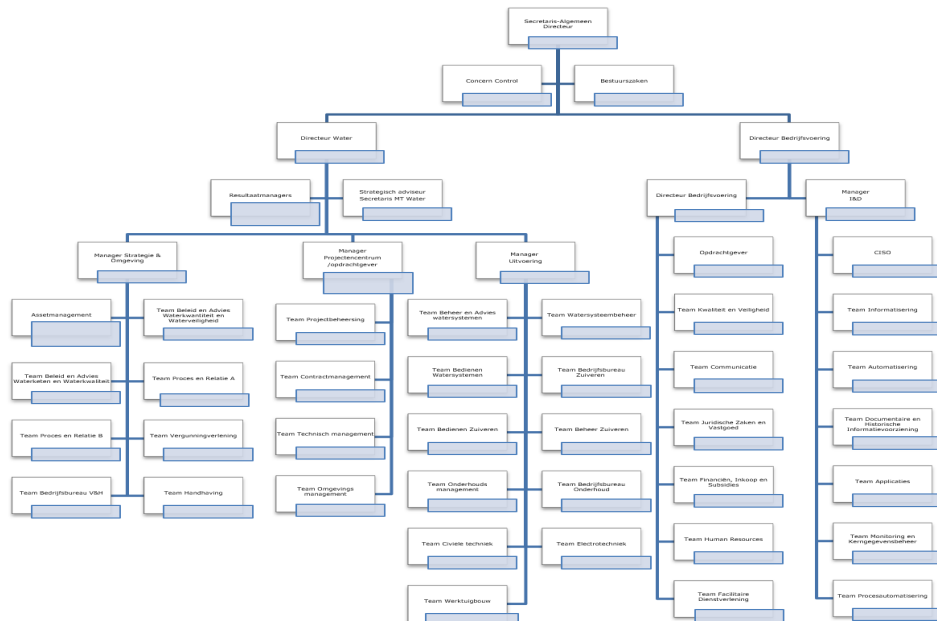 Secretaris-Algemeen
Directeur
Concern Control
Bestuurszaken
Directeur Water
Directeur Bedrijfsvoering
Resultaatmanagers
Strategisch adviseur
Secretaris MT Water
Directeur Bedrijfsvoering
Manager
I&D
Manager Strategie &
Omgeving
Manager
Projectencentrum
/opdrachtgever
Manager
Uitvoering
Opdrachtgever
CISO
Assetmanagement
Team Beleid en Advies
Waterkwantiteit en
Waterveiligheid
Team Projectbeheersing
Team Beheer en Advies
watersystemen
Team Watersysteembeheer
Team Kwaliteit en Veiligheid
Team Informatisering
Team Beleid en Advies
Waterketen en Waterkwaliteit
Team Proces en Relatie A
Team Contractmanagement
Team Bedienen
Watersystemen
Team Bedrijfsbureau
Zuiveren
Team Communicatie
Team Automatisering
Team Proces en Relatie B
Team Vergunningverlening
Team Technisch management
Team Bedienen Zuiveren
Team Beheer Zuiveren
Team Juridische Zaken en
Vastgoed
Team Documentaire en
Historische
Informatievoorziening
Team Bedrijfsbureau V&H
Team Handhaving
Team Omgevings
management
Team Onderhouds
management
Team Bedrijfsbureau
Onderhoud
Team Financiën, Inkoop en
Subsidies
Team Applicaties
Team Civiele techniek
Team Electrotechniek
Team Human Resources
Team Monitoring en
Kerngegevensbeheer
Team Werktuigbouw
Team Facilitaire
Dienstverlening
Team Procesautomatisering